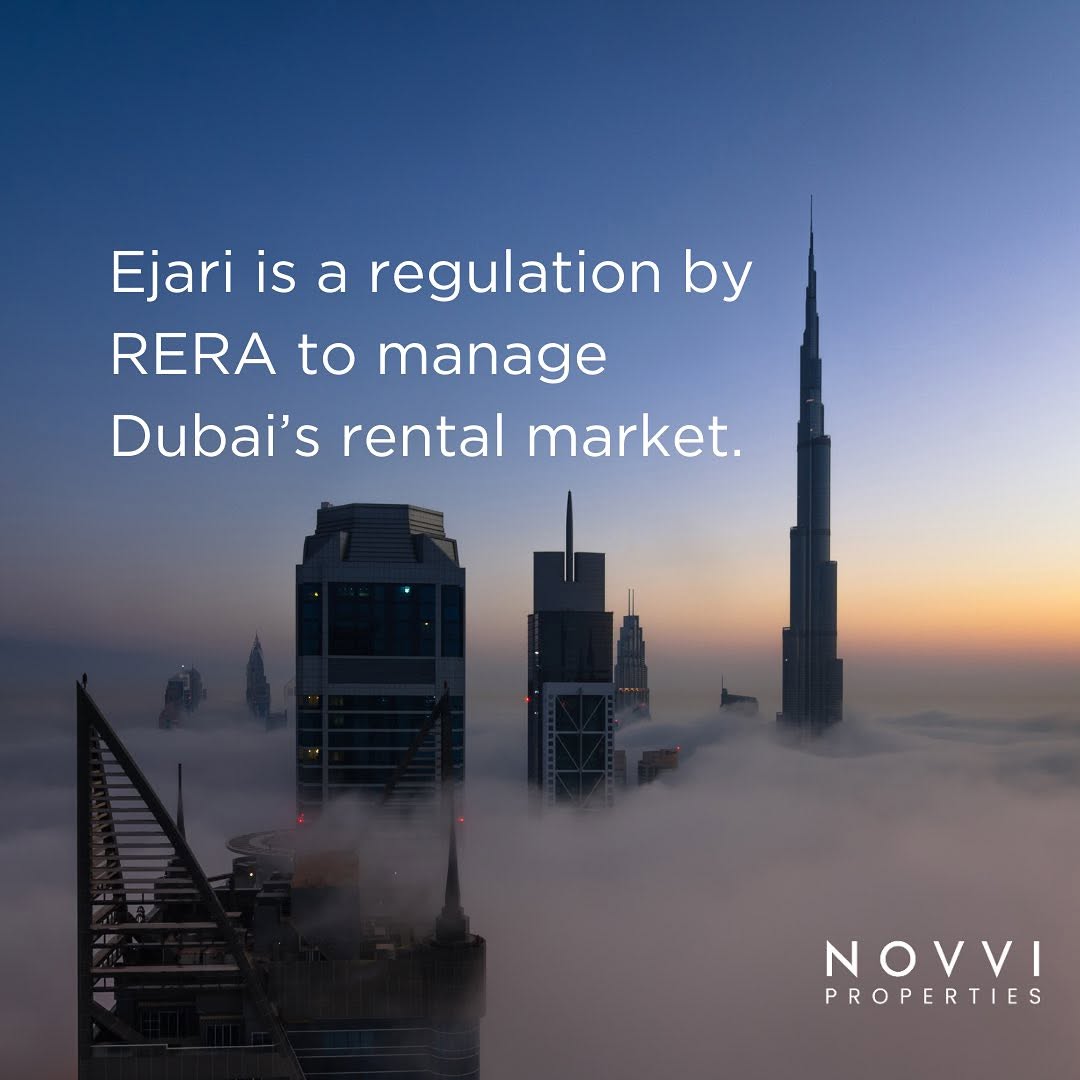 Ejari is a regulation by
RERA to manage
Dubai’s rental market.
NOVVI
PROPERTIES